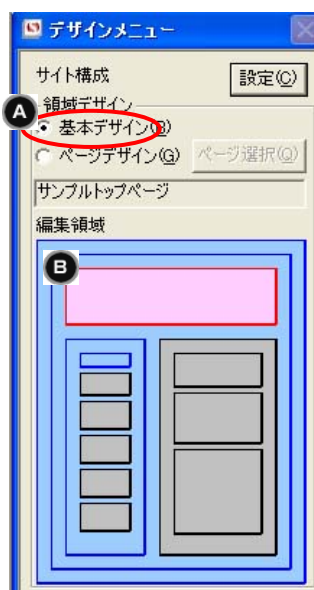 デザインメニュー
サイト構成
設定(C)
領域デザイン
A
基本デザイン(B)
ページデザイン(G)
ページ選択(Q)
サンプルトップページ
編集領域
B